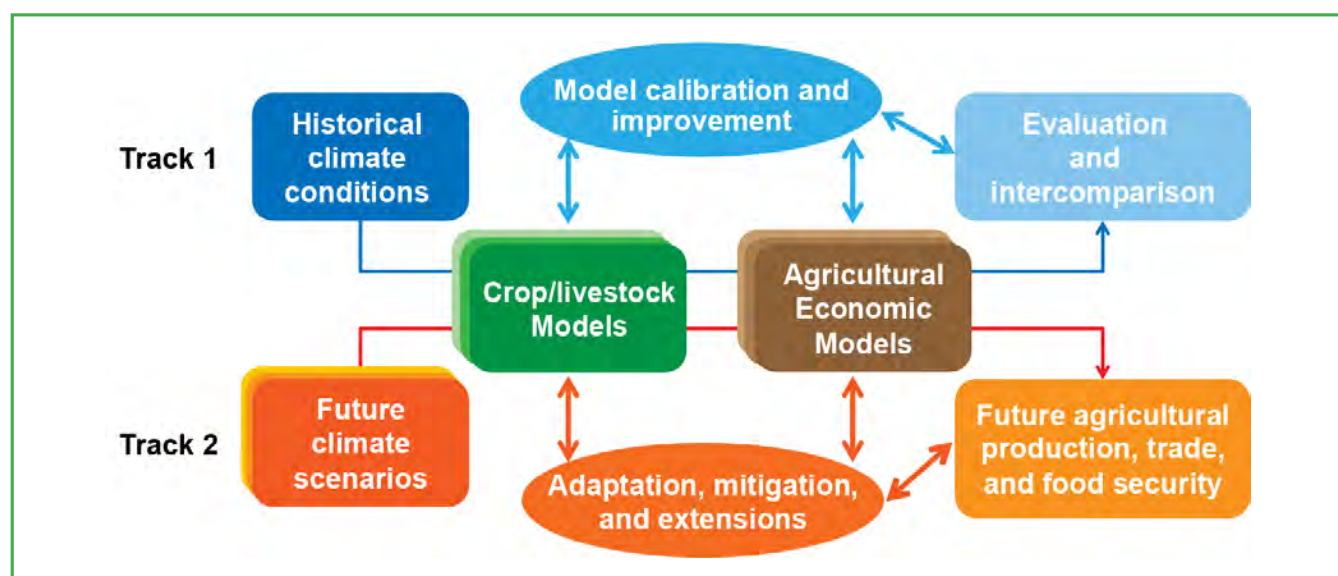 Track 1
Historical
climate
conditions
Model calibration and
improvement
Evaluation
and
intercomparison
Crop/livestock
Models
Agricultural
Economic
Models
Track 2
Future
climate
scenarios
Adaptation, mitigation,
and extensions
Future agricultural
production, trade,
and food security